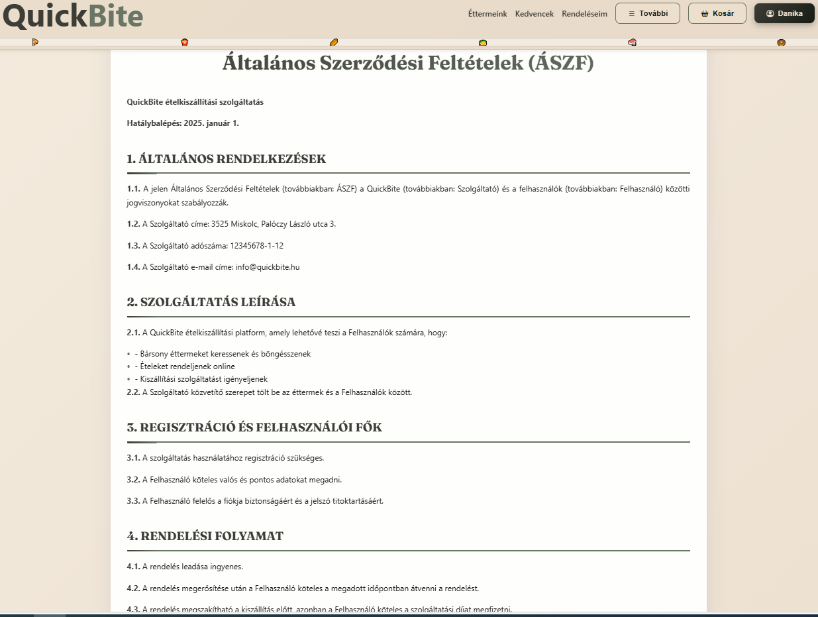 QuickBite
Éttermeink Kedvencek Rendeléseim További Kosár Danika
Általános Szerződési Feltételek (ÁSZF)
QuickBite ételkiszállítási szolgáltatás
Hatálybalépés: 2025. január 1.
1. ÁLTALÁNOS RENDELKEZÉSEK
1.1. A jelen Általános Szerződési Feltételek (továbbiakban: ÁSZF) a QuickBite (továbbiakban: Szolgáltató) és a felhasználók (továbbiakban: Felhasználó) közötti
jogviszonyokat szabályozzák.
1.2. A Szolgáltató címe: 3525 Miskolc, Palóczy László utca 3.
1.3. A Szolgáltató adószáma: 12345678-1-12
1.4. A Szolgáltató e-mail címe: info@quickbite.hu
2. SZOLGÁLTATÁS LEÍRÁSA
2.1. A QuickBite ételkiszállítási platform, amely lehetővé teszi a Felhasználók számára, hogy:
• - Bársony éttermeket keressenek és böngésszenek
• - Ételeket rendeljenek online
• - Kiszállítási szolgáltatást igényeljenek
2.2. A Szolgáltató közvetítő szerepet tölt be az éttermek és a Felhasználók között.
3. REGISZTRÁCIÓ ÉS FELHASZNÁLÓI FŐK
3.1. A szolgáltatás használatához regisztráció szükséges.
3.2. A Felhasználó köteles valós és pontos adatokat megadni.
3.3. A Felhasználó felelős a fiókja biztonságáért és a jelszó titoktartásáért.
4. RENDELÉSI FOLYAMAT
4.1. A rendelés leadása ingyenes.
4.2. A rendelés megerősítése után a Felhasználó köteles a megadott időpontban átvenni a rendelést.
4.3. A rendelés megszakítható a kiszállítás előtt, azonban a Felhasználó köteles a szolgáltatási díjat megfizetni.